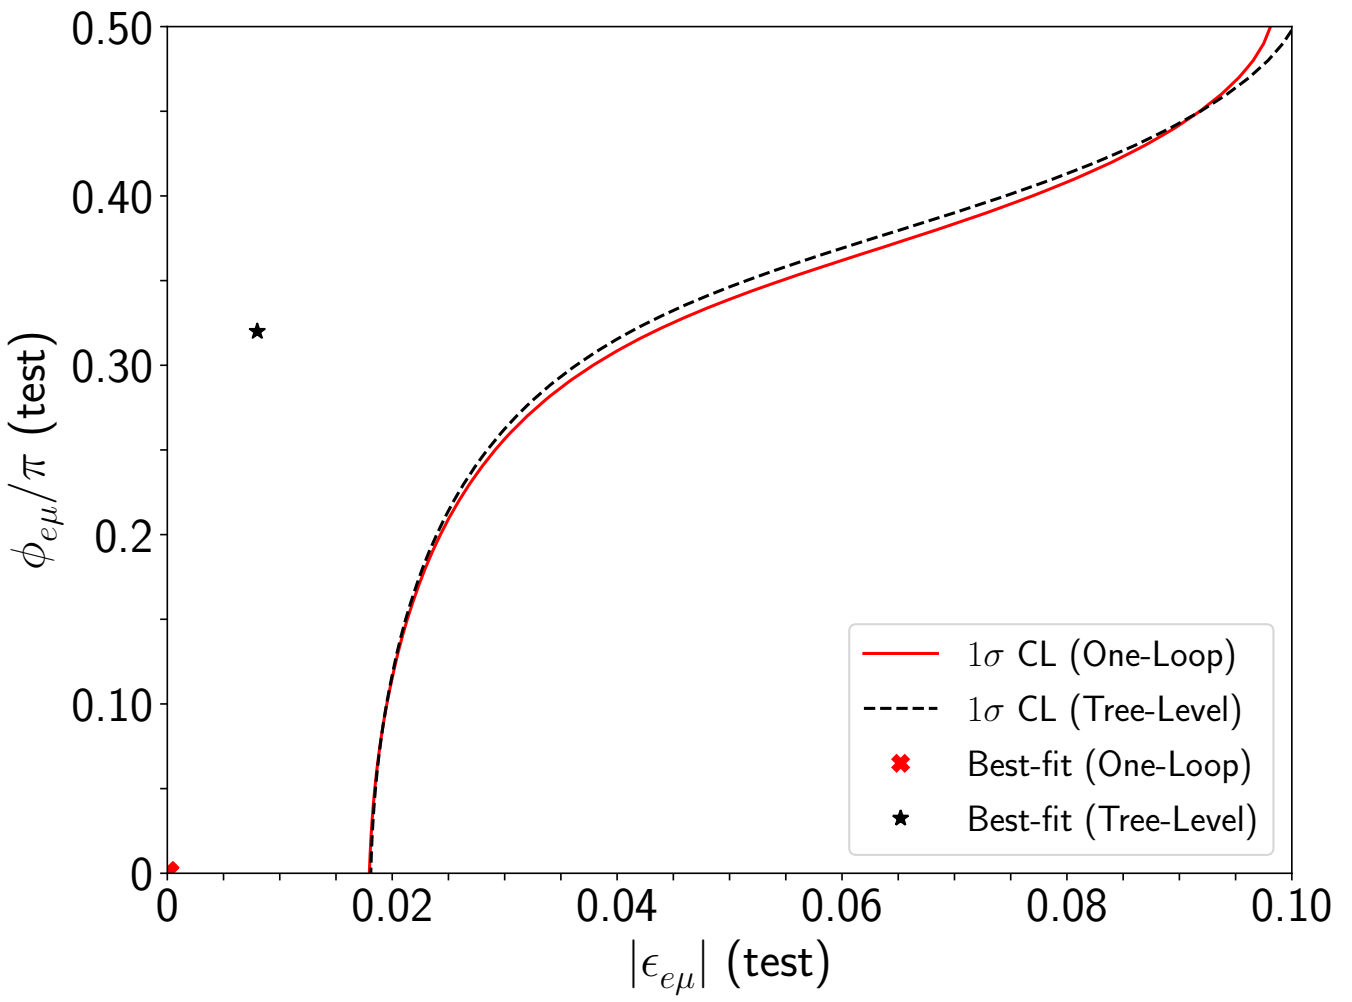 0.50
0.40
0.30
0.2
0.10
0
0
0.02
0.04
0.06
0.08
0.10
ϕ_{eμ}/π (test)
|ϵ_{eμ}| (test)
1σ CL (One-Loop)
1σ CL (Tree-Level)
Best-fit (One-Loop)
Best-fit (Tree-Level)